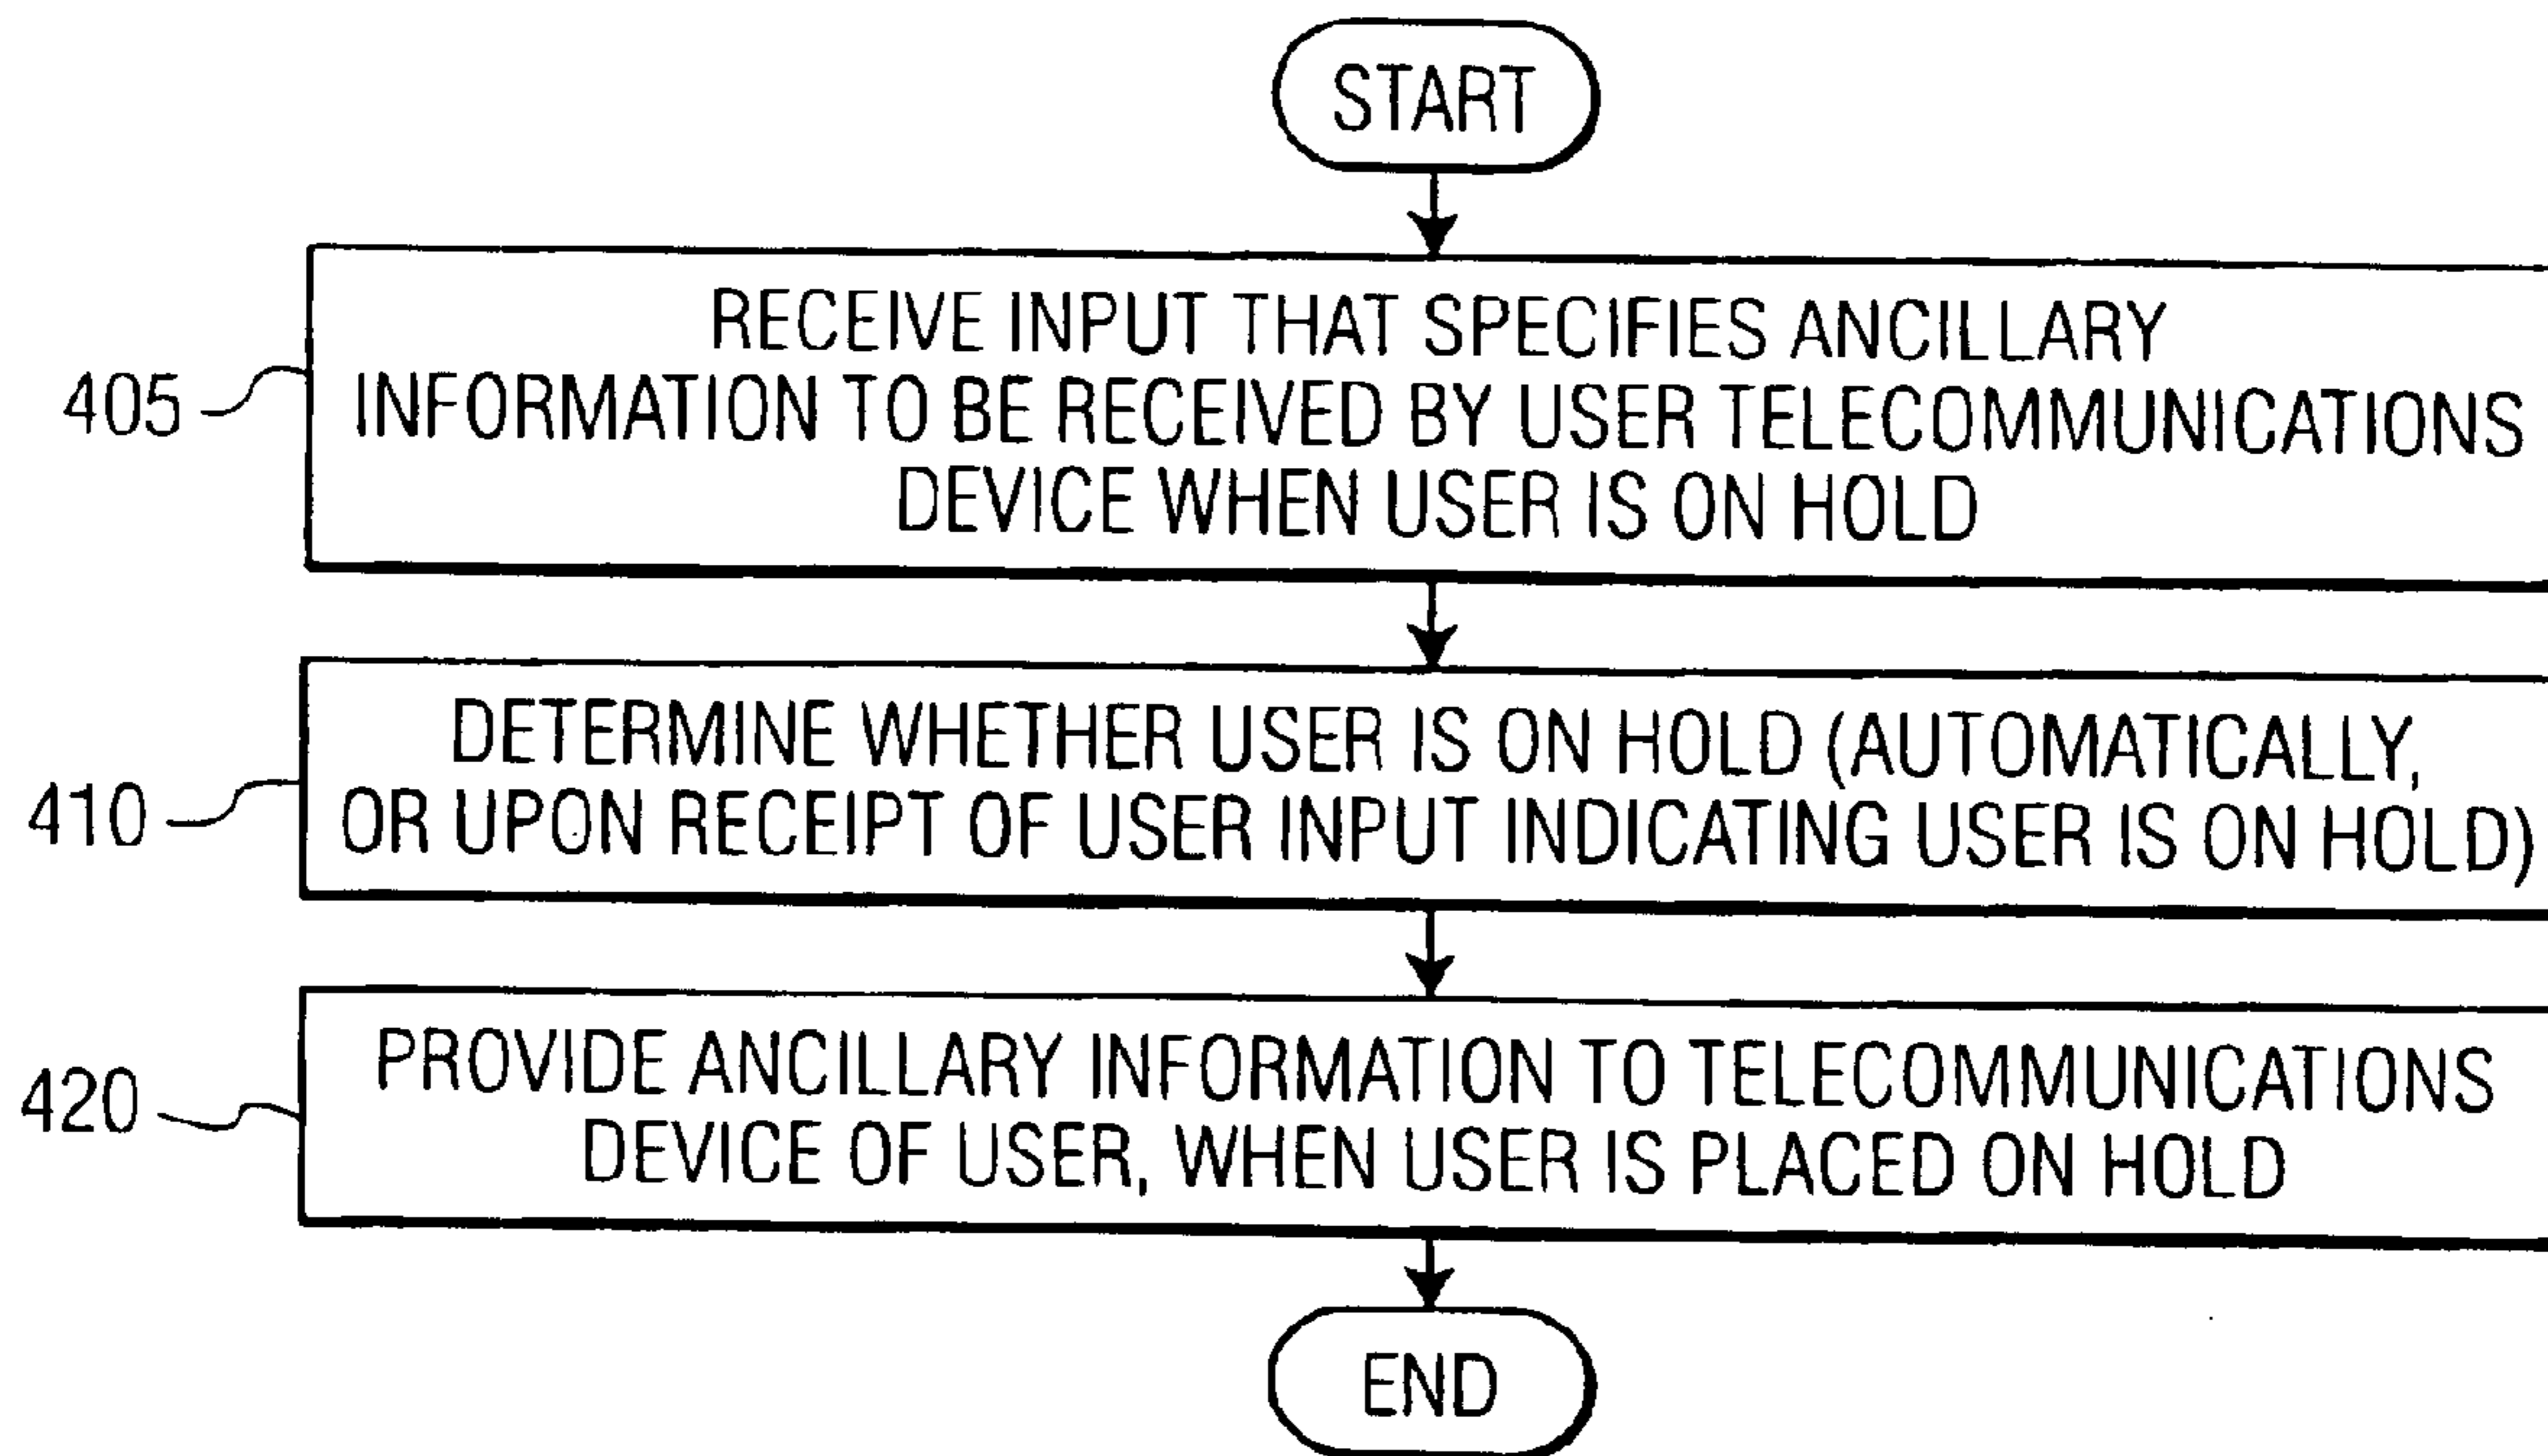 START
405
RECEIVE INPUT THAT SPECIFIES ANCILLARY
INFORMATION TO BE RECEIVED BY USER TELECOMMUNICATIONS
DEVICE WHEN USER IS ON HOLD
410
DETERMINE WHETHER USER IS ON HOLD (AUTOMATICALLY,
OR UPON RECEIPT OF USER INPUT INDICATING USER IS ON HOLD)
420
PROVIDE ANCILLARY INFORMATION TO TELECOMMUNICATIONS
DEVICE OF USER, WHEN USER IS PLACED ON HOLD
END